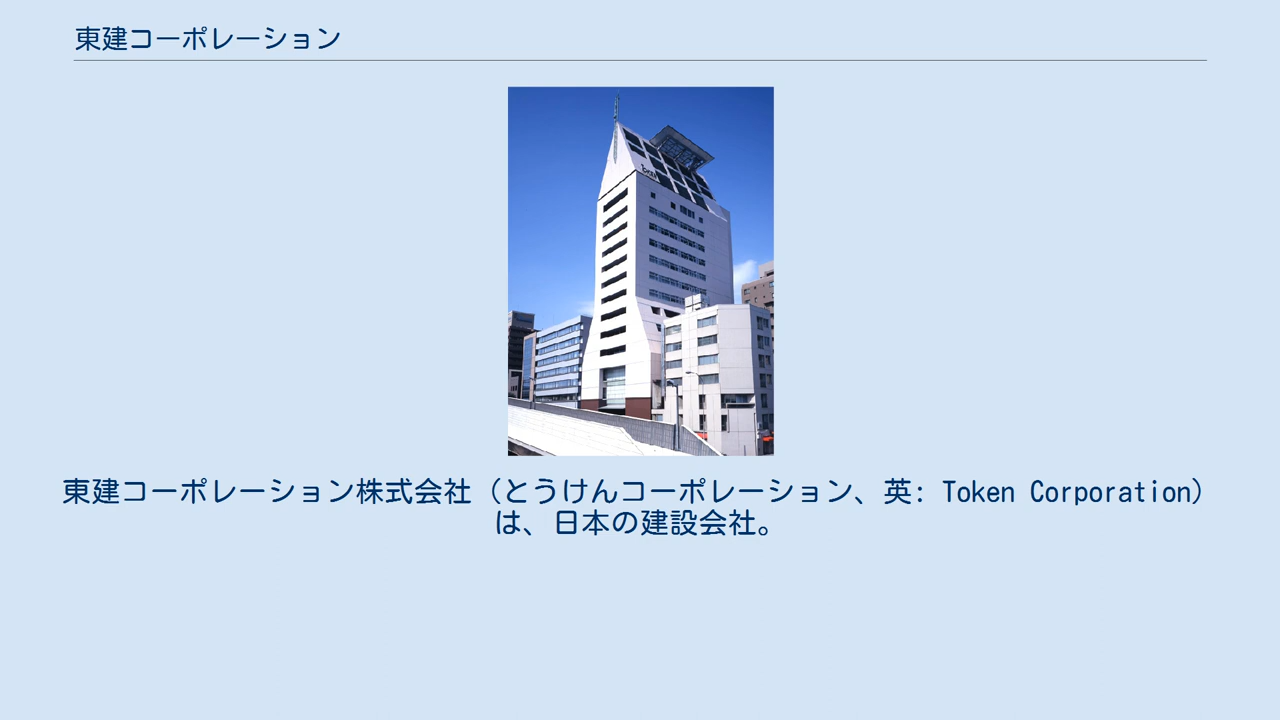 東建コーポレーション
東建コーポレーション株式会社（とうけんコーポレーション、英: Token Corporation）
は、日本の建設会社。